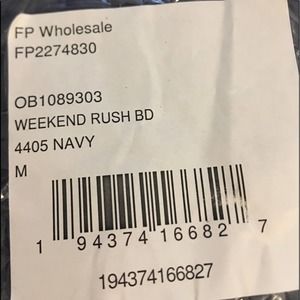 FP Wholesale
FP2274830
OB1089303
WEEKEND RUSH BD
4405 NAVY
M
1 94374 16682 7
194374166827